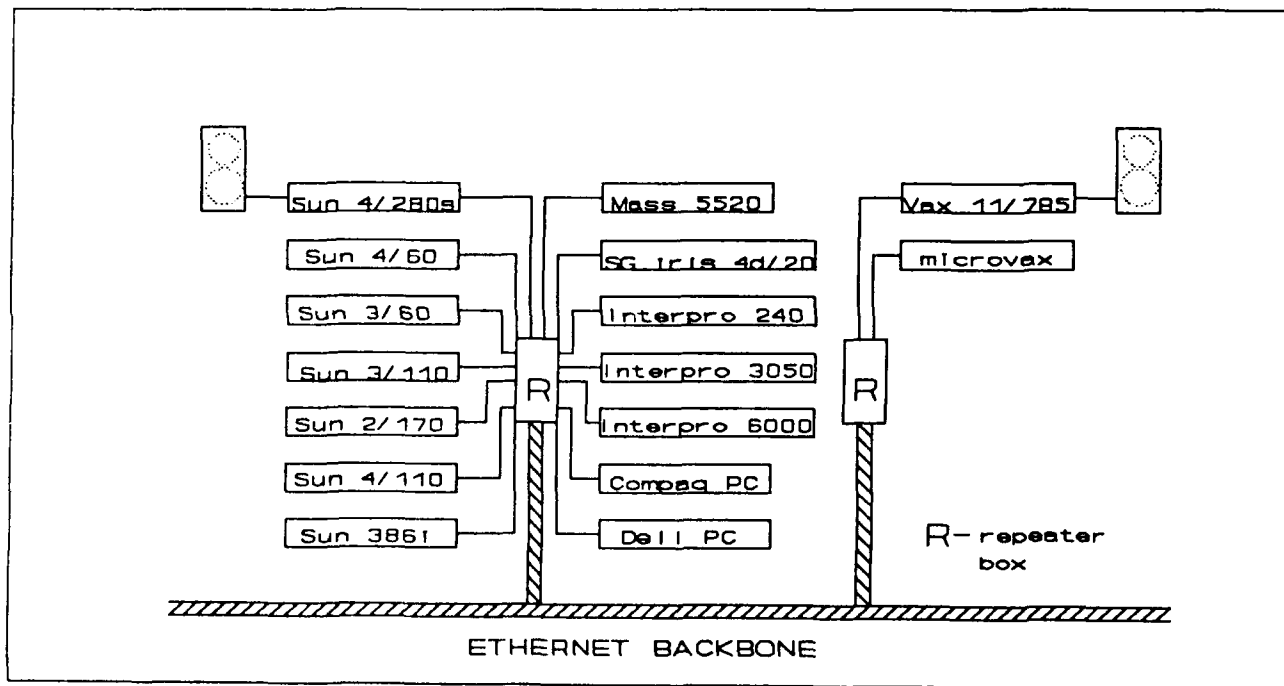 Sun 4/280s
Mass 5520
Vax 11/785
Sun 4/60
SG iris 4d/20
microvax
Sun 3/60
Interpro 240
Sun 3/110
Interpro 3050
R
R
Sun 2/170
Interpro 6000
Sun 4/110
Compaq PC
Sun 386i
Dell PC
R - repeater
box
ETHERNET BACKBONE